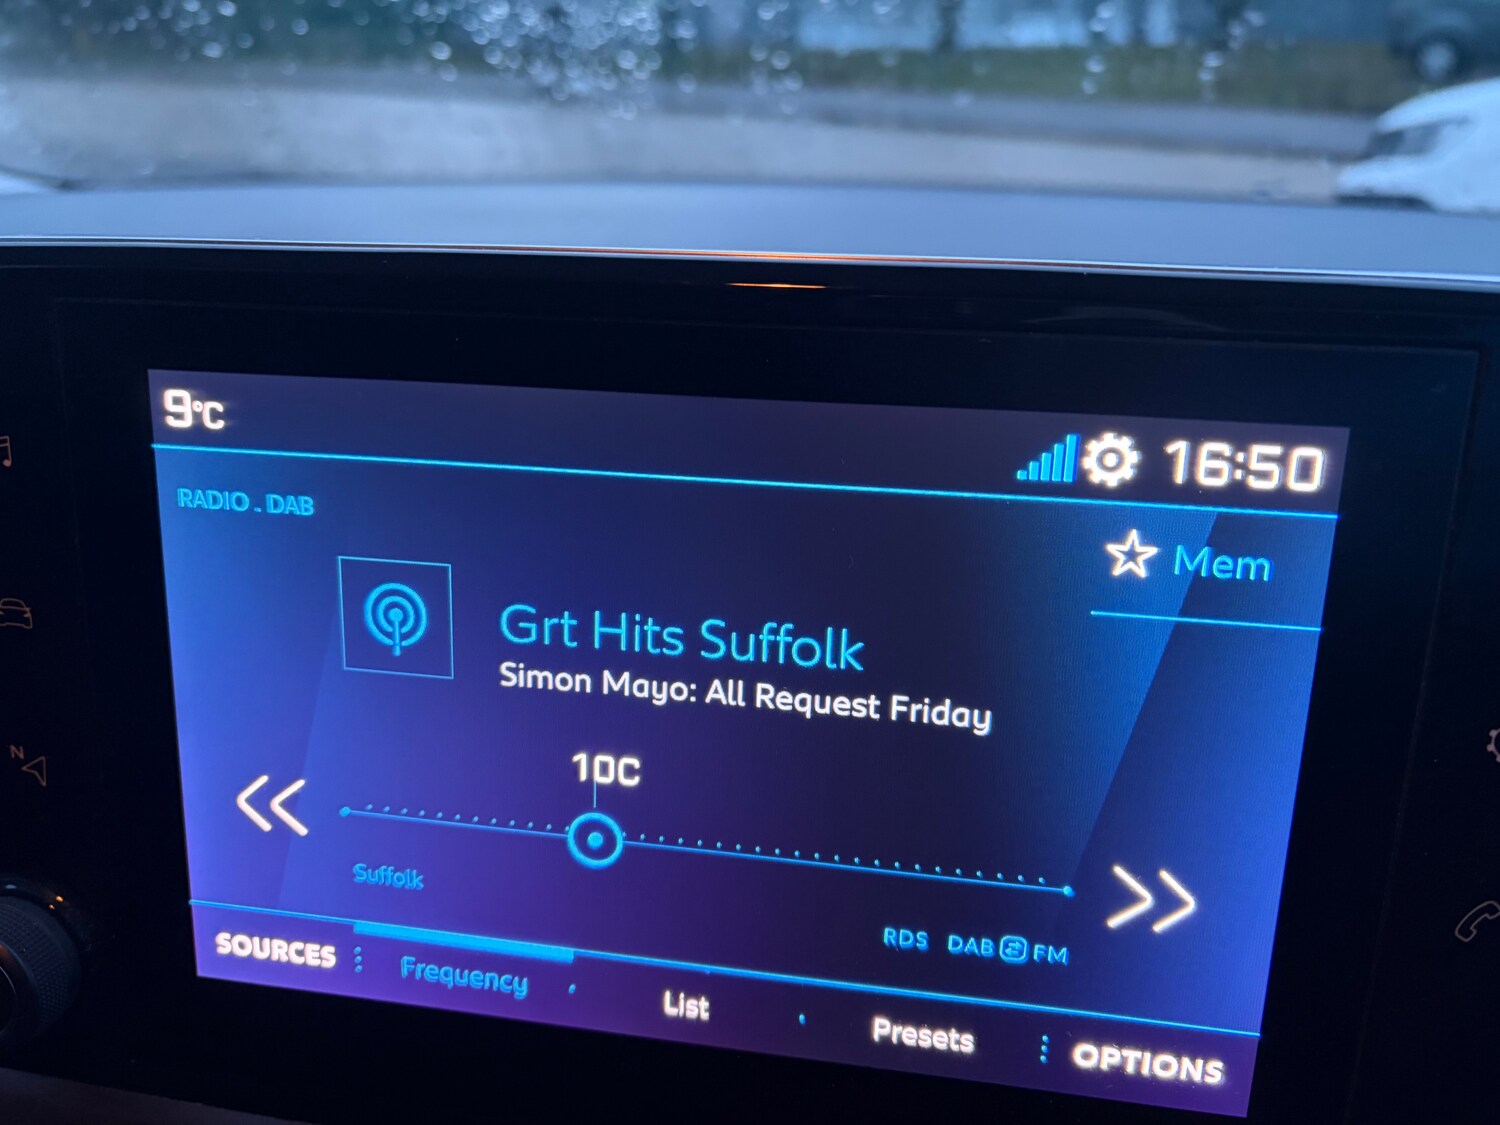 9°C
16:50
RADIO . DAB
Mem
Grt Hits Suffolk
Simon Mayo: All Request Friday
10C
Suffolk
RDS DAB FM
SOURCES
Frequency
List
Presets
OPTIONS
N